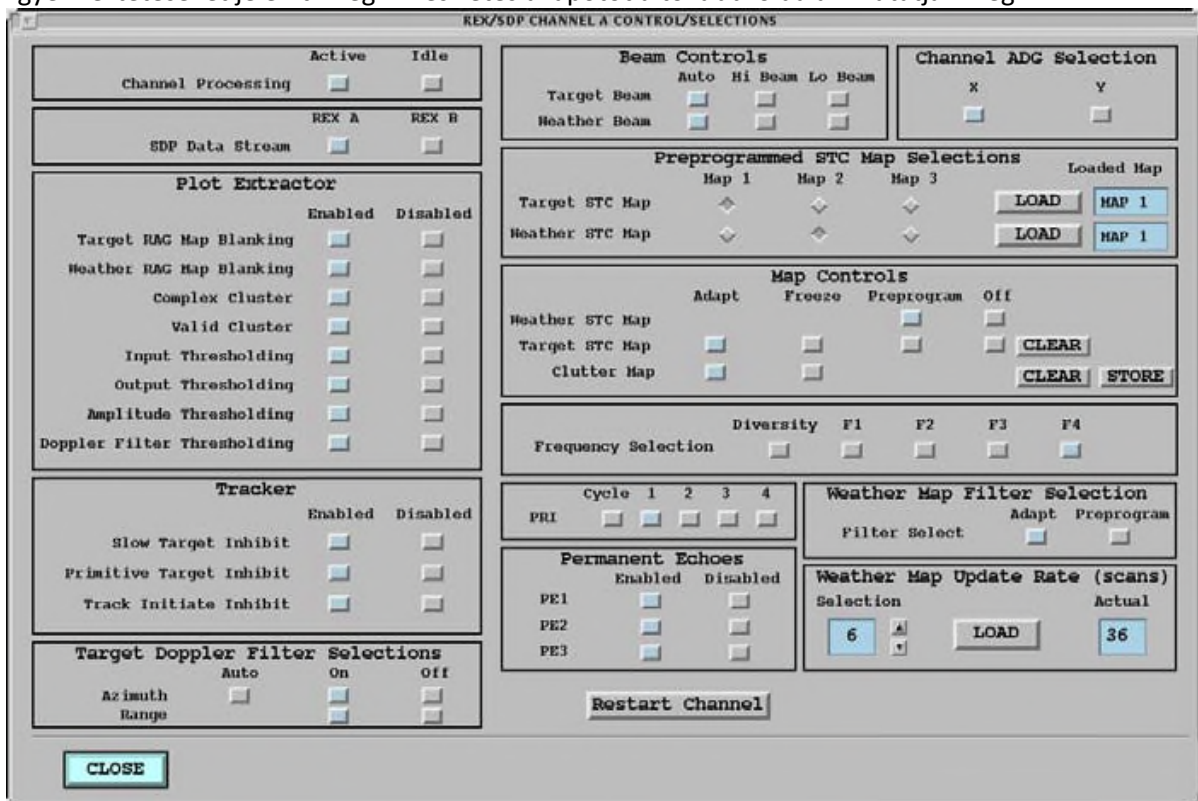 REX/SDP CHANNEL A CONTROL/SELECTIONS
Active Idle
Channel Processing
REX A REX B
SDP Data Stream
Plot Extractor
Enabled Disabled
Target RAG Map Blanking
Weather RAG Map Blanking
Complex Cluster
Valid Cluster
Input Thresholding
Output Thresholding
Amplitude Thresholding
Doppler Filter Thresholding
Tracker
Enabled Disabled
Slow Target Inhibit
Primitive Target Inhibit
Track Initiate Inhibit
Target Doppler Filter Selections
Auto On Off
Azimuth
Range
Beam Controls
Auto Hi Beam Lo Beam
Target Beam
Weather Beam
Channel ADG Selection
X Y
Preprogrammed STC Map Selections
Loaded Map
Map 1 Map 2 Map 3
Target STC Map LOAD MAP 1
Weather STC Map LOAD MAP 1
Map Controls
Adapt Freeze Preprogram Off
Weather STC Map
Target STC Map CLEAR
Clutter Map CLEAR STORE
Diversity F1 F2 F3 F4
Frequency Selection
Cycle 1 2 3 4
PRI
Weather Map Filter Selection
Adapt Preprogram
Filter Select
Permanent Echoes
Enabled Disabled
PE1
PE2
PE3
Weather Map Update Rate (scans)
Selection Actual
6 LOAD 36
Restart Channel
CLOSE